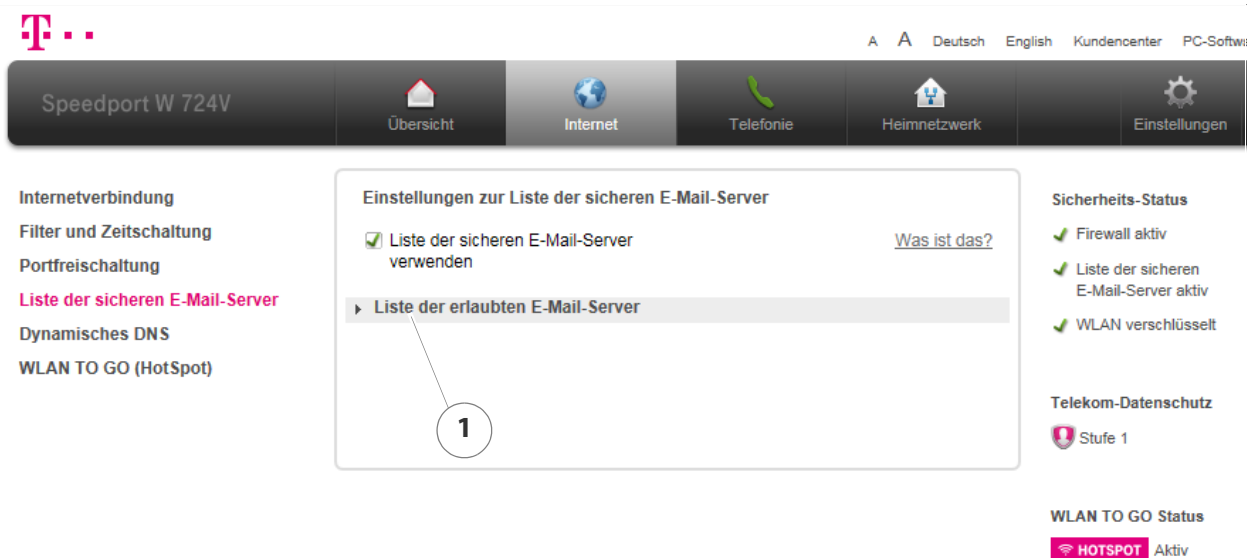 T
A A Deutsch English Kundencenter PC-Softw
Speedport W 724V
Übersicht
Internet
Telefonie
Heimnetzwerk
Einstellungen
Internetverbindung
Filter und Zeitschaltung
Portfreischaltung
Liste der sicheren E-Mail-Server
Dynamisches DNS
WLAN TO GO (HotSpot)
Einstellungen zur Liste der sicheren E-Mail-Server
Liste der sicheren E-Mail-Server
verwenden
Was ist das?
Liste der erlaubten E-Mail-Server
1
Sicherheits-Status
Firewall aktiv
Liste der sicheren
E-Mail-Server aktiv
WLAN verschlüsselt
Telekom-Datenschutz
Stufe 1
WLAN TO GO Status
HOTSPOT Aktiv